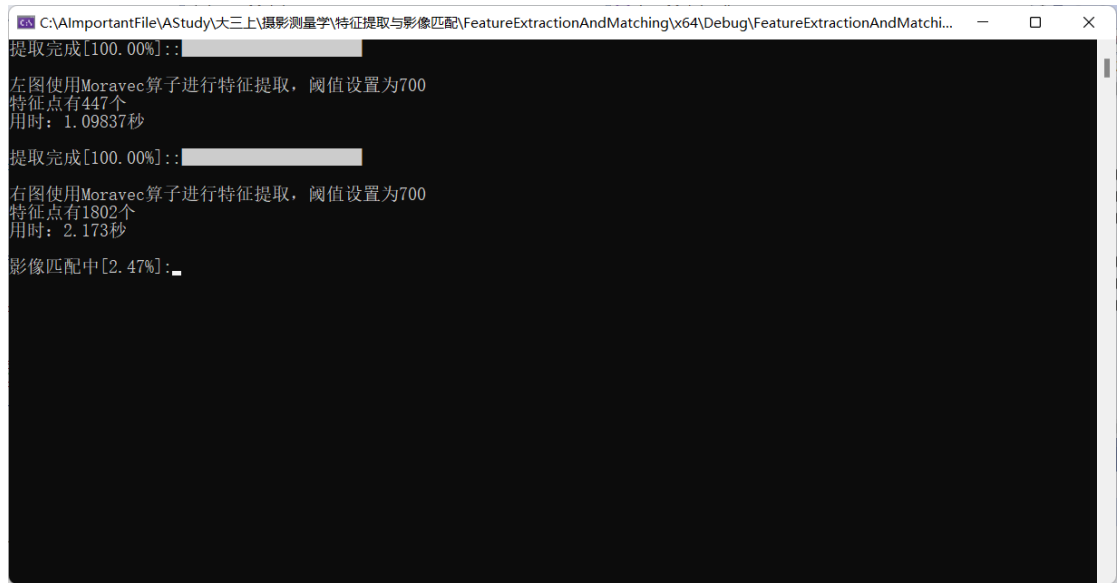 C:\AImportantFile\AStudy\大三上\摄影测量学\特征提取与影像匹配\FeatureExtractionAndMatching\x64\Debug\FeatureExtractionAndMatchi...
提取完成[100.00%]::
左图使用Moravec算子进行特征提取，阈值设置为700
特征点有447个
用时：1.09837秒
提取完成[100.00%]::
右图使用Moravec算子进行特征提取，阈值设置为700
特征点有1802个
用时：2.173秒
影像匹配中[2.47%]: